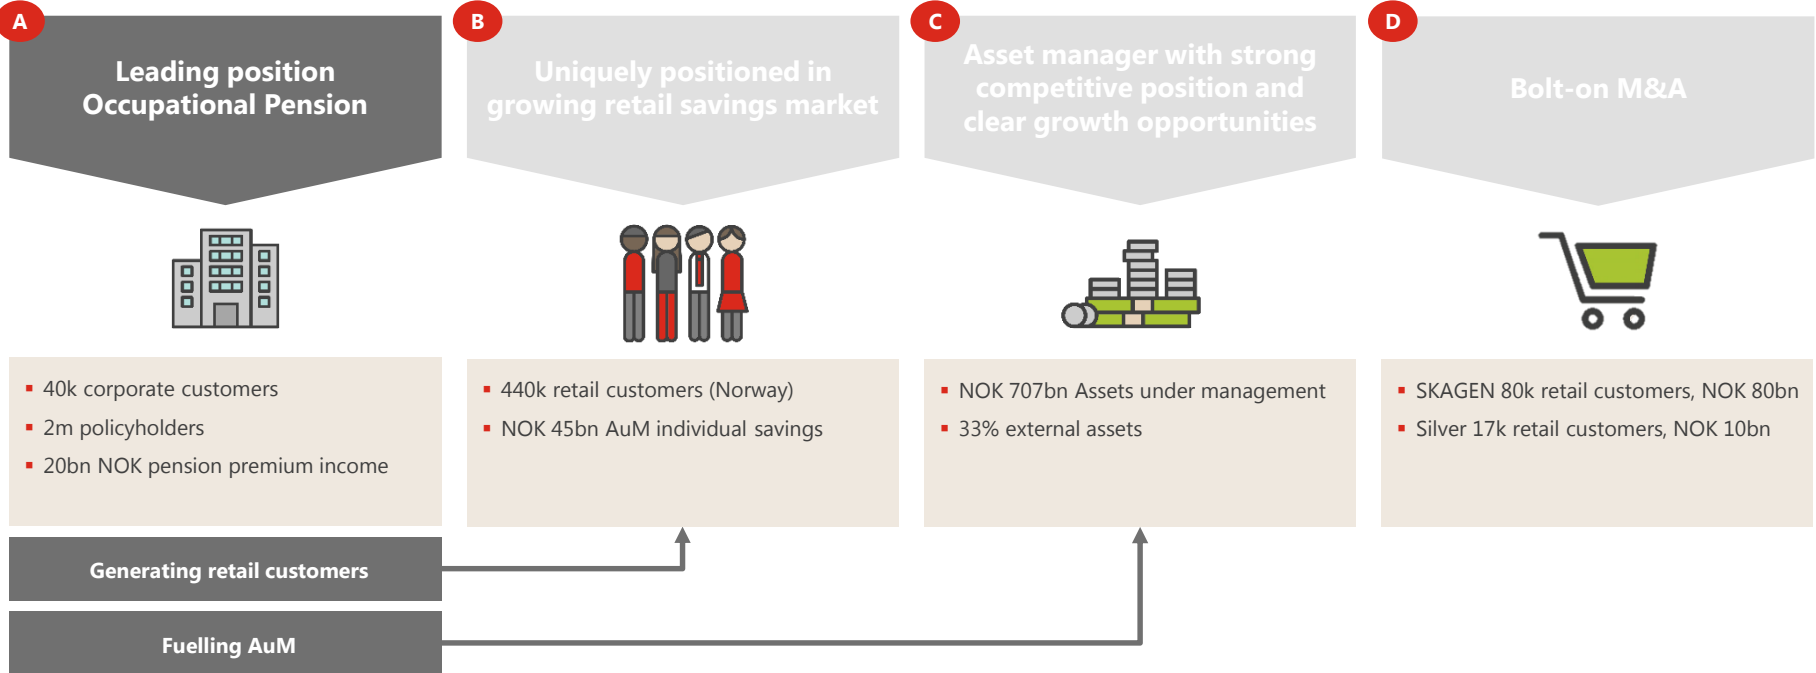 A
Leading position
Occupational Pension
40k corporate customers
2m policyholders
20bn NOK pension premium income
Generating retail customers
Fuelling AuM
B
Uniquely positioned in
growing retail savings market
440k retail customers (Norway)
NOK 45bn AuM individual savings
C
Asset manager with strong
competitive position and
clear growth opportunities
NOK 707bn Assets under management
33% external assets
D
Bolt-on M&A
SKAGEN 80k retail customers, NOK 80bn
Silver 17k retail customers, NOK 10bn